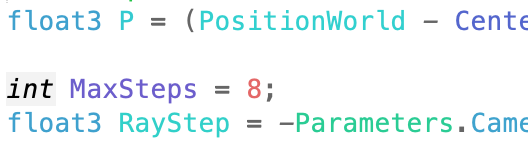 float3 P = (PositionWorld - Cente
int MaxSteps = 8;
float3 RayStep = -Parameters.Came